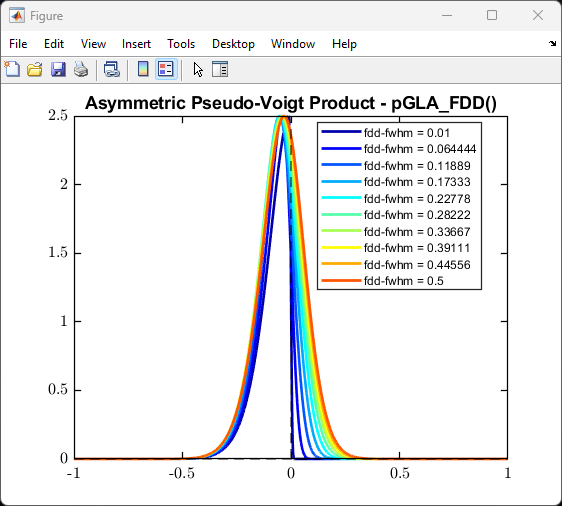 Figure
File Edit View Insert Tools Desktop Window Help
Asymmetric Pseudo-Voigt Product - pGLA_FDD()
2.5
2
1.5
1
0.5
0
-1 -0.5 0 0.5 1
fdd-fwhm = 0.01
fdd-fwhm = 0.064444
fdd-fwhm = 0.11889
fdd-fwhm = 0.17333
fdd-fwhm = 0.22778
fdd-fwhm = 0.28222
fdd-fwhm = 0.33667
fdd-fwhm = 0.39111
fdd-fwhm = 0.44556
fdd-fwhm = 0.5